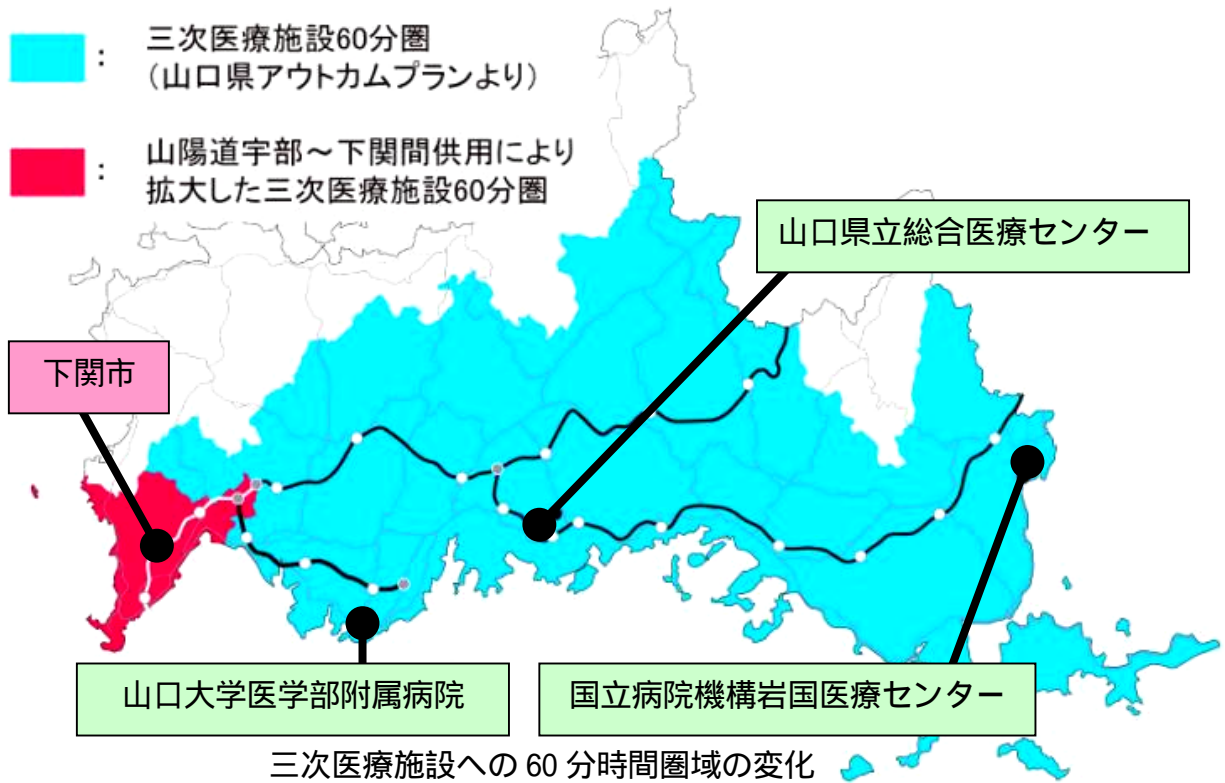 ： 三次医療施設60分圏
（山口県アウトカムプランより）
： 山陽道宇部～下関間供用により
拡大した三次医療施設60分圏
山口県立総合医療センター
下関市
山口大学医学部附属病院
国立病院機構岩国医療センター
三次医療施設への 60 分時間圏域の変化